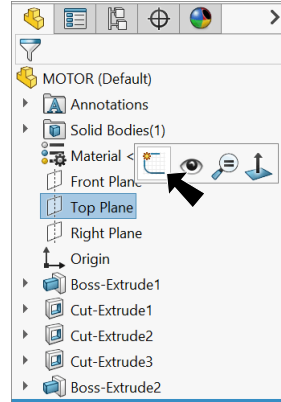 MOTOR (Default)
Annotations
Solid Bodies(1)
Material <
Front Plane
Top Plane
Right Plane
Origin
Boss-Extrude1
Cut-Extrude1
Cut-Extrude2
Cut-Extrude3
Boss-Extrude2